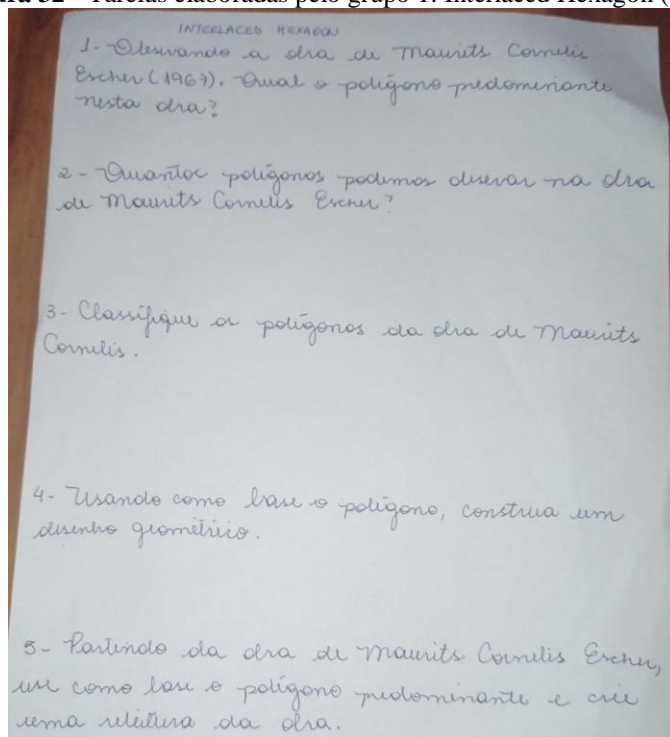 Tarefas elaboradas pelo grupo 1: Interlaced Hexagon (
INTERLACED HEXAGON
1- Observando a obra de Maurits Cornelis
Escher (1967). Qual o polígono predominante
nesta obra?
2- Quantos polígonos podemos observar na obra
de Maurits Cornelis Escher?
3- Classifique os polígonos da obra de Maurits
Cornelis.
4- Usando como base o polígono, construa um
desenho geométrico.
5- Partindo da obra de Maurits Cornelis Escher,
use como base o polígono predominante e crie
uma releitura da obra.